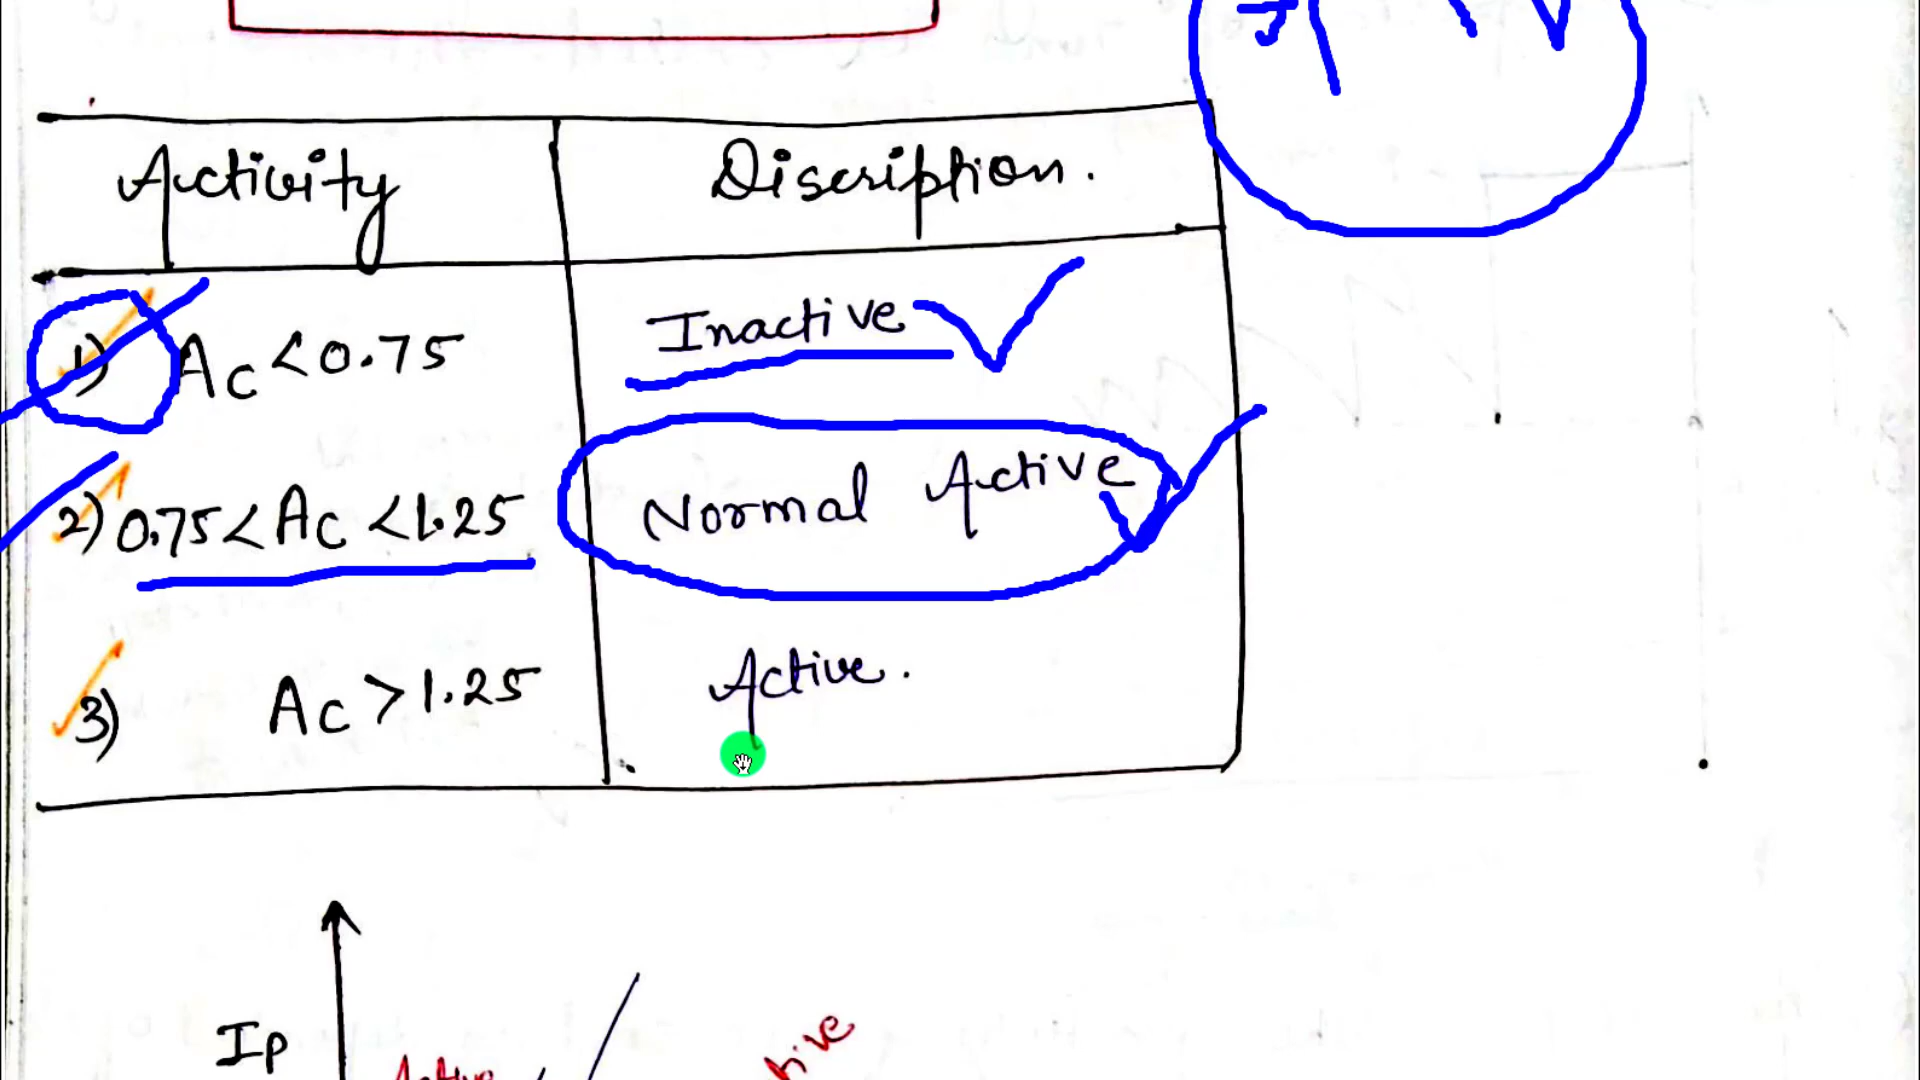 Activity Discription.
1) Ac < 0.75 Inactive
2) 0.75 < Ac < 1.25 Normal Active
3) Ac > 1.25 Active.
Ip
Active